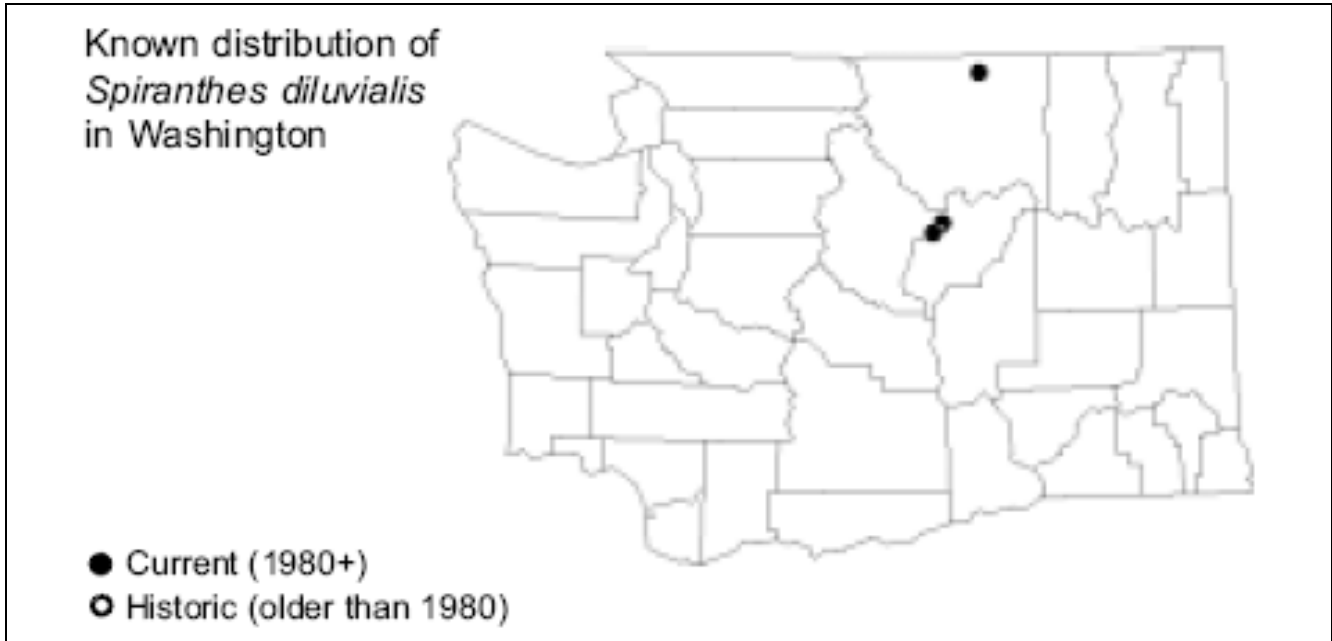 Known distribution of
Spiranthes diluvialis
in Washington
Current (1980+)
Historic (older than 1980)